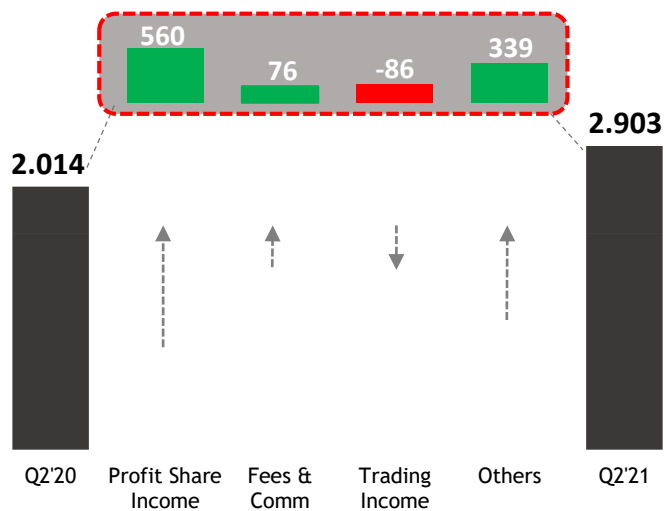 560
76
-86
339
2.014
2.903
Q2'20
Profit Share
Income
Fees &
Comm
Trading
Income
Others
Q2'21